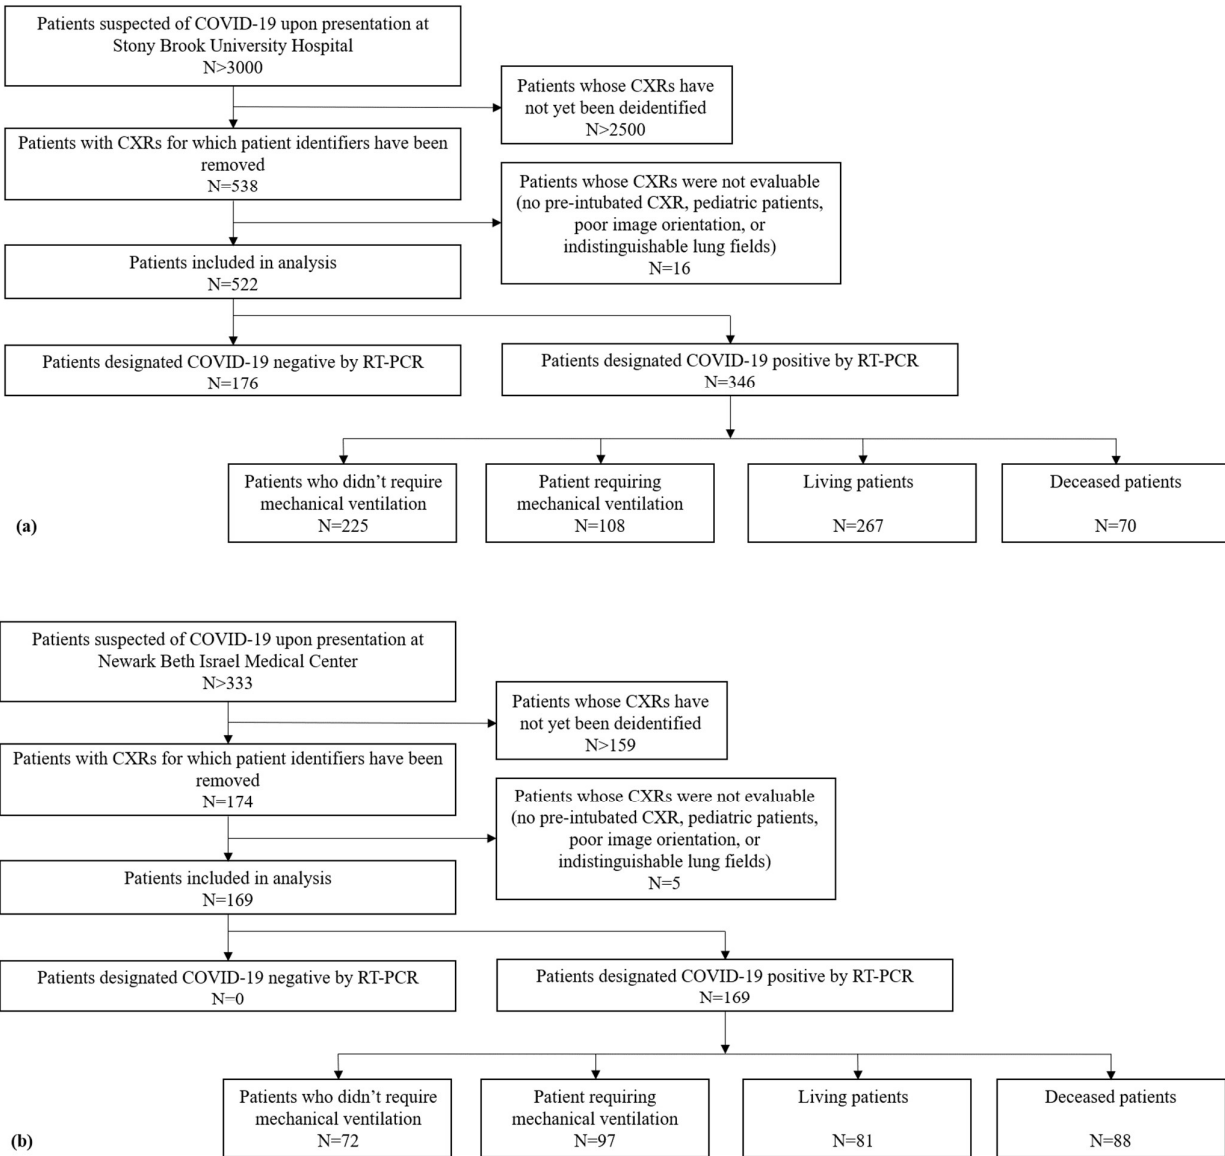 Patients suspected of COVID-19 upon presentation at
Stony Brook University Hospital
N>3000
Patients whose CXRs have
not yet been deidentified
N>2500
Patients with CXRs for which patient identifiers have been
removed
N=538
Patients whose CXRs were not evaluable
(no pre-intubated CXR, pediatric patients,
poor image orientation, or
indistinguishable lung fields)
N=16
Patients included in analysis
N=522
Patients designated COVID-19 negative by RT-PCR
N=176
Patients designated COVID-19 positive by RT-PCR
N=346
Patients who didn't require
mechanical ventilation
N=225
Patient requiring
mechanical ventilation
N=108
Living patients
N=267
Deceased patients
N=70
(a)
Patients suspected of COVID-19 upon presentation at
Newark Beth Israel Medical Center
N>333
Patients whose CXRs have
not yet been deidentified
N>159
Patients with CXRs for which patient identifiers have been
removed
N=174
Patients whose CXRs were not evaluable
(no pre-intubated CXR, pediatric patients,
poor image orientation, or
indistinguishable lung fields)
N=5
Patients included in analysis
N=169
Patients designated COVID-19 negative by RT-PCR
N=0
Patients designated COVID-19 positive by RT-PCR
N=169
Patients who didn't require
mechanical ventilation
N=72
Patient requiring
mechanical ventilation
N=97
Living patients
N=81
Deceased patients
N=88
(b)